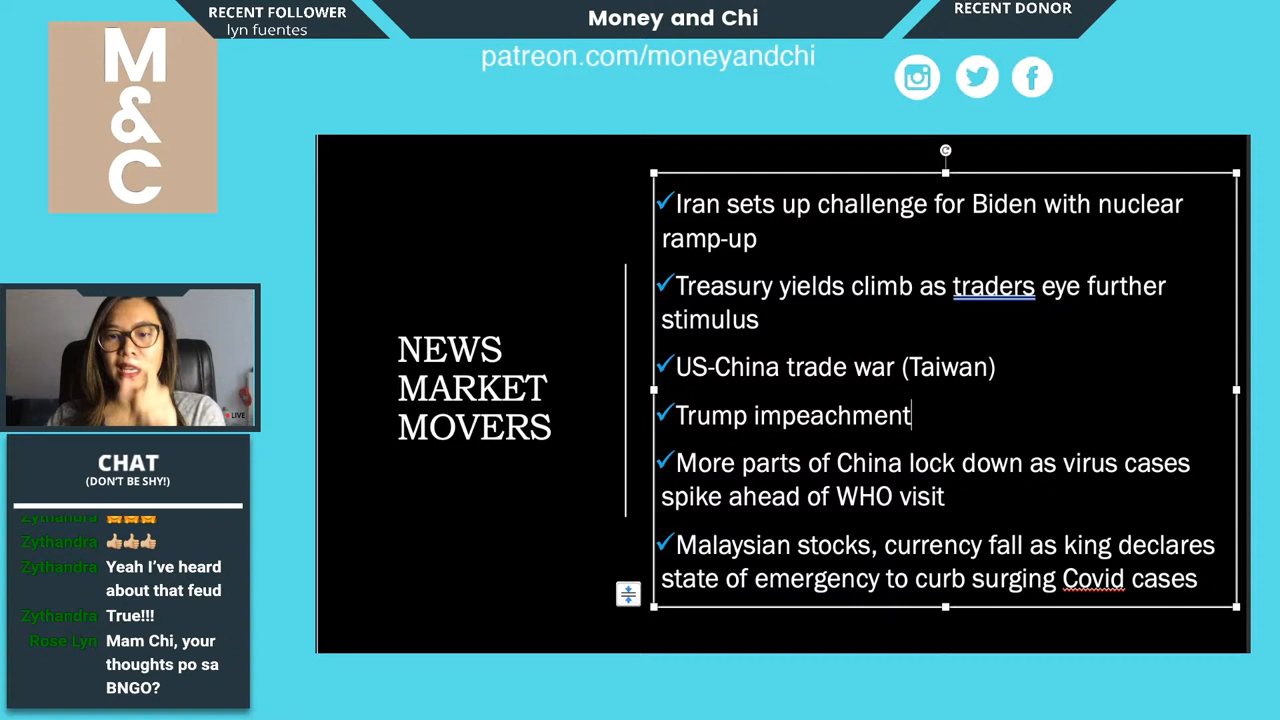 RECENT FOLLOWER
lyn fuentes
Money and Chi
RECENT DONOR
patreon.com/moneyandchi
M
&
C
NEWS
MARKET
MOVERS
✓Iran sets up challenge for Biden with nuclear
ramp-up
✓Treasury yields climb as traders eye further
stimulus
✓US-China trade war (Taiwan)
✓Trump impeachment
✓More parts of China lock down as virus cases
spike ahead of WHO visit
✓Malaysian stocks, currency fall as king declares
state of emergency to curb surging Covid cases
LIVE
CHAT
(DON'T BE SHY!)
Zythandra
Zythandra 👍🏼👍🏼👍🏼
Zythandra Yeah I've heard
about that feud
Zythandra True!!!
Rose Lyn Mam Chi, your
thoughts po sa
BNGO?